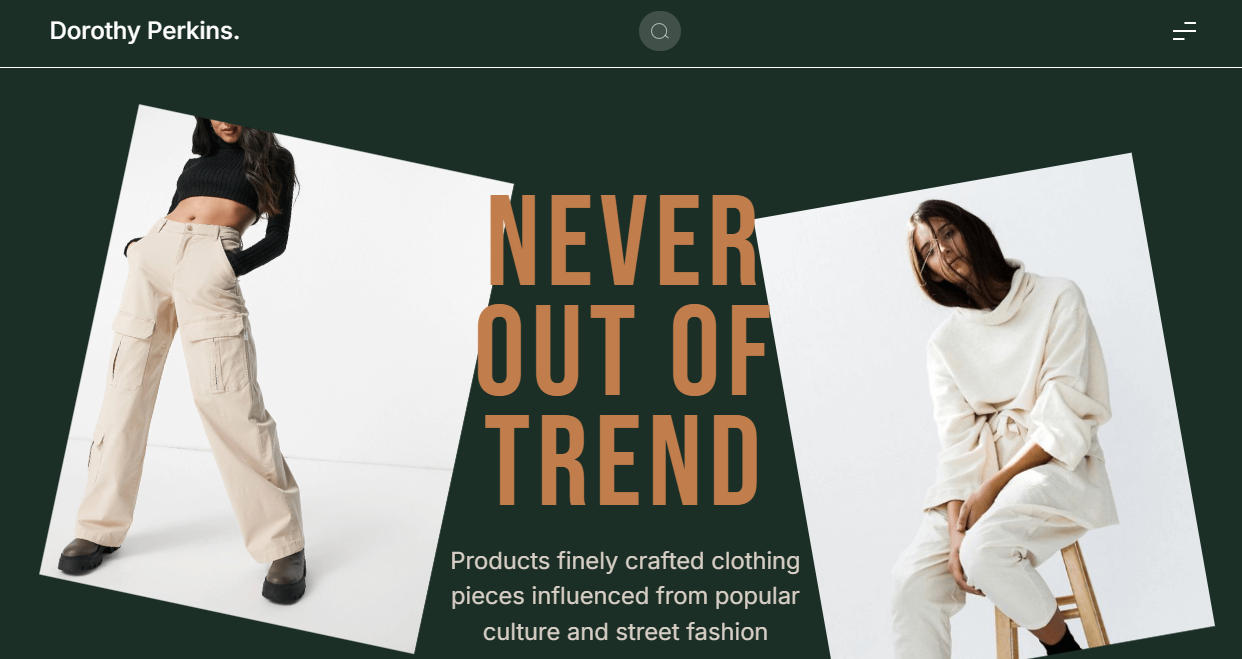 Dorothy Perkins.
NEVER
OUT OF
TREND
Products finely crafted clothing
pieces influenced from popular
culture and street fashion